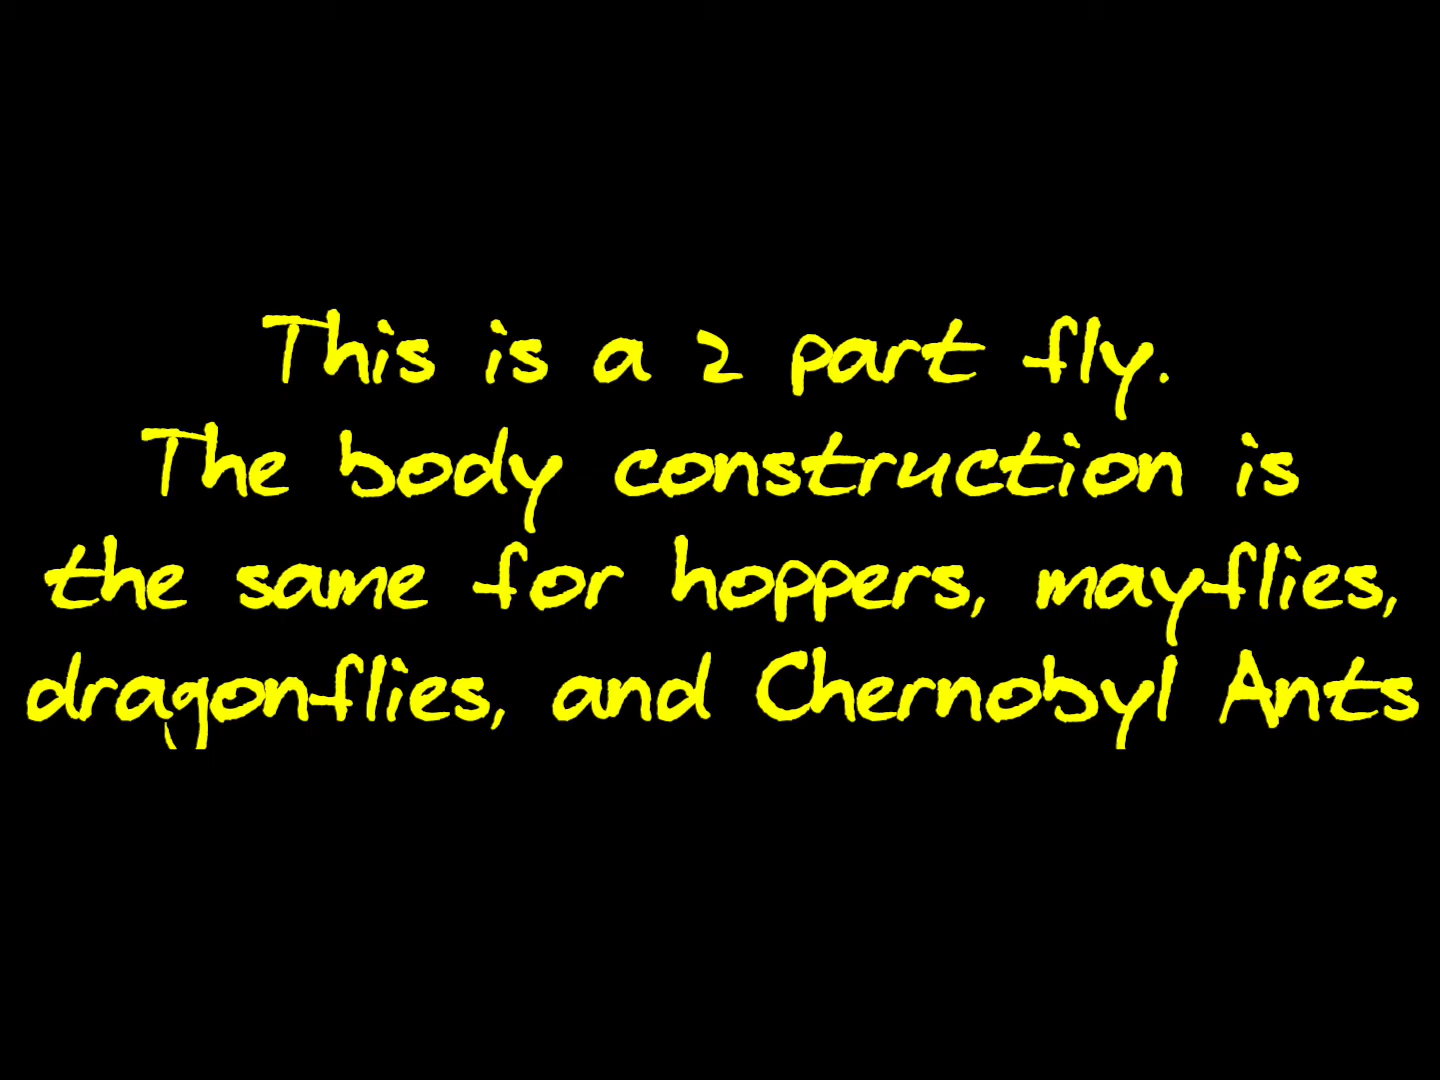 This is a 2 part fly.
The body construction is
the same for hoppers, mayflies,
dragonflies, and Chernobyl Ants